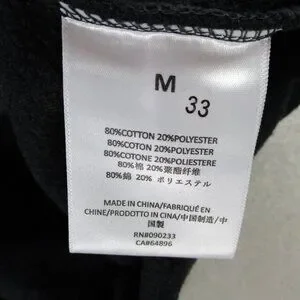 M
33
80%COTTON 20%POLYESTER
80%COTTON 20%POLYESTER
80%COTONE 20%POLIESTERE
80%棉 20%聚酯纤维
80%綿 20% ポリエステル
MADE IN CHINA/FABRIQUÉ EN
CHINE/PRODOTTO IN CINA/中国制造/中
国製
RN#090233
CA#64896